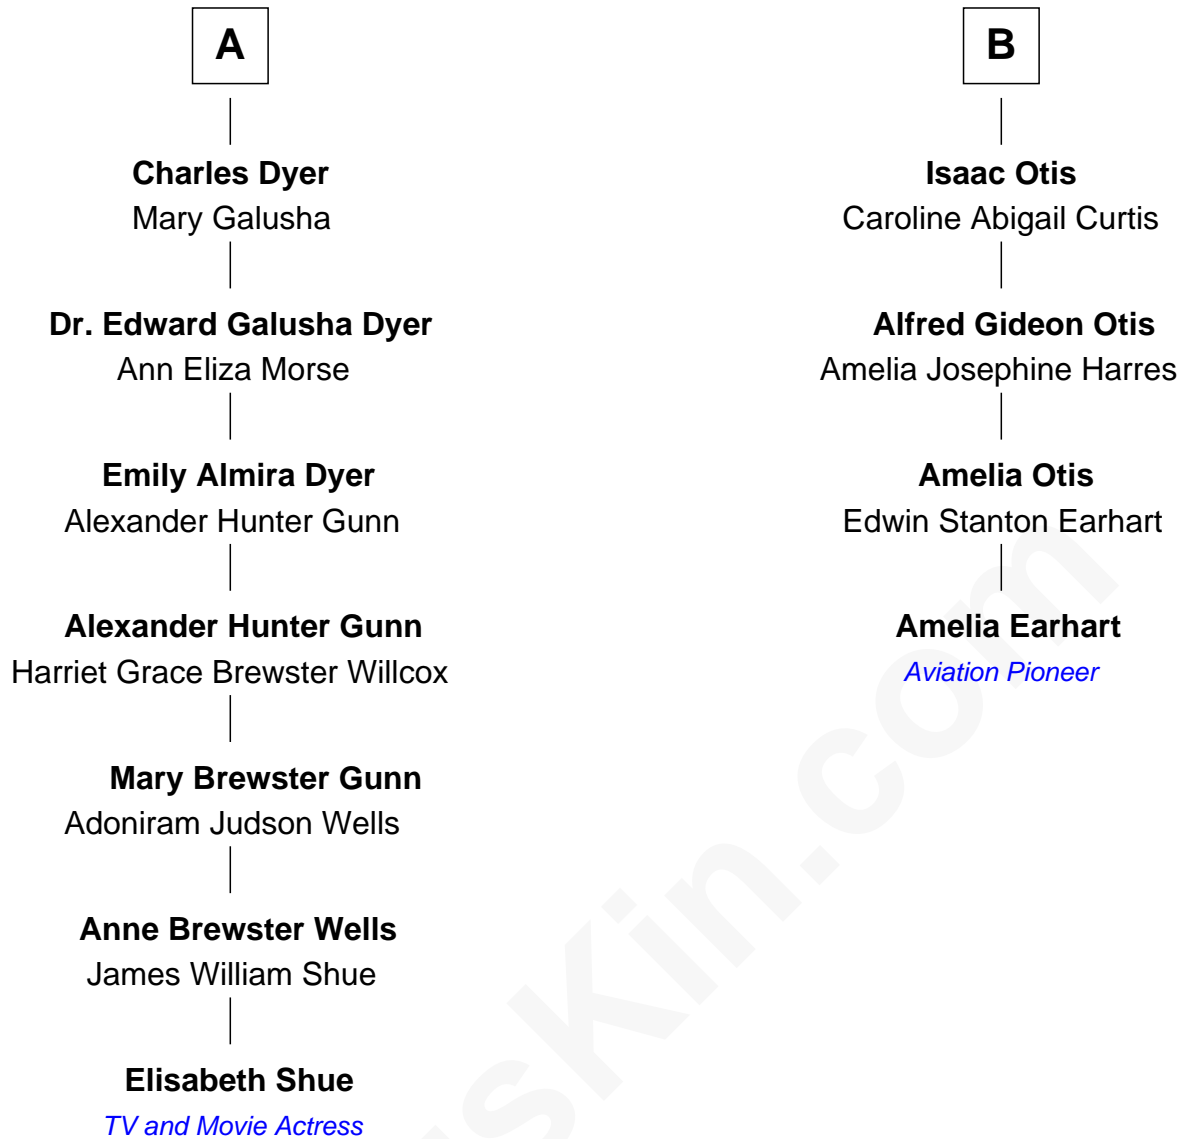 A
Charles Dyer
Mary Galusha
Dr. Edward Galusha Dyer
Ann Eliza Morse
Emily Almira Dyer
Alexander Hunter Gunn
Alexander Hunter Gunn
Harriet Grace Brewster Willcox
Mary Brewster Gunn
Adoniram Judson Wells
Anne Brewster Wells
James William Shue
Elisabeth Shue
TV and Movie Actress
B
Isaac Otis
Caroline Abigail Curtis
Alfred Gideon Otis
Amelia Josephine Harres
Amelia Otis
Edwin Stanton Earhart
Amelia Earhart
Aviation Pioneer
sKin.com